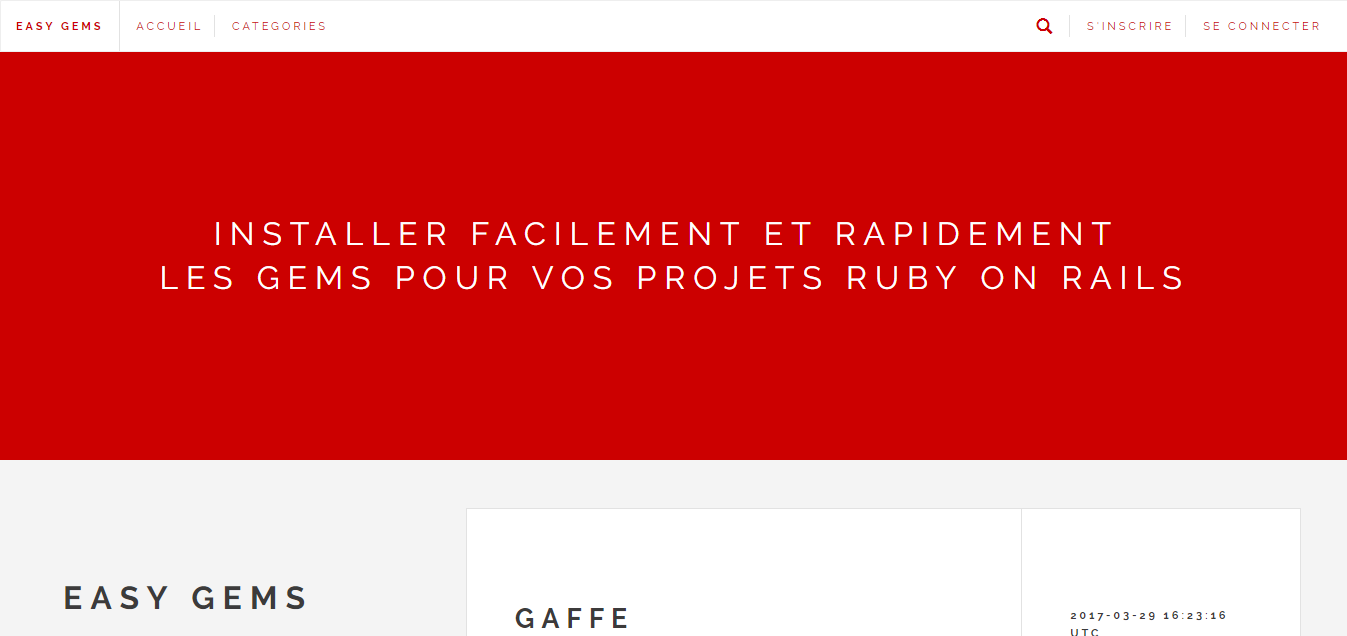 EASY GEMS
ACCUEIL
CATEGORIES
S'INSCRIRE
SE CONNECTER
INSTALLER FACILEMENT ET RAPIDEMENT
LES GEMS POUR VOS PROJETS RUBY ON RAILS
EASY GEMS
GAFFE
2017-03-29 16:23:16
UTC